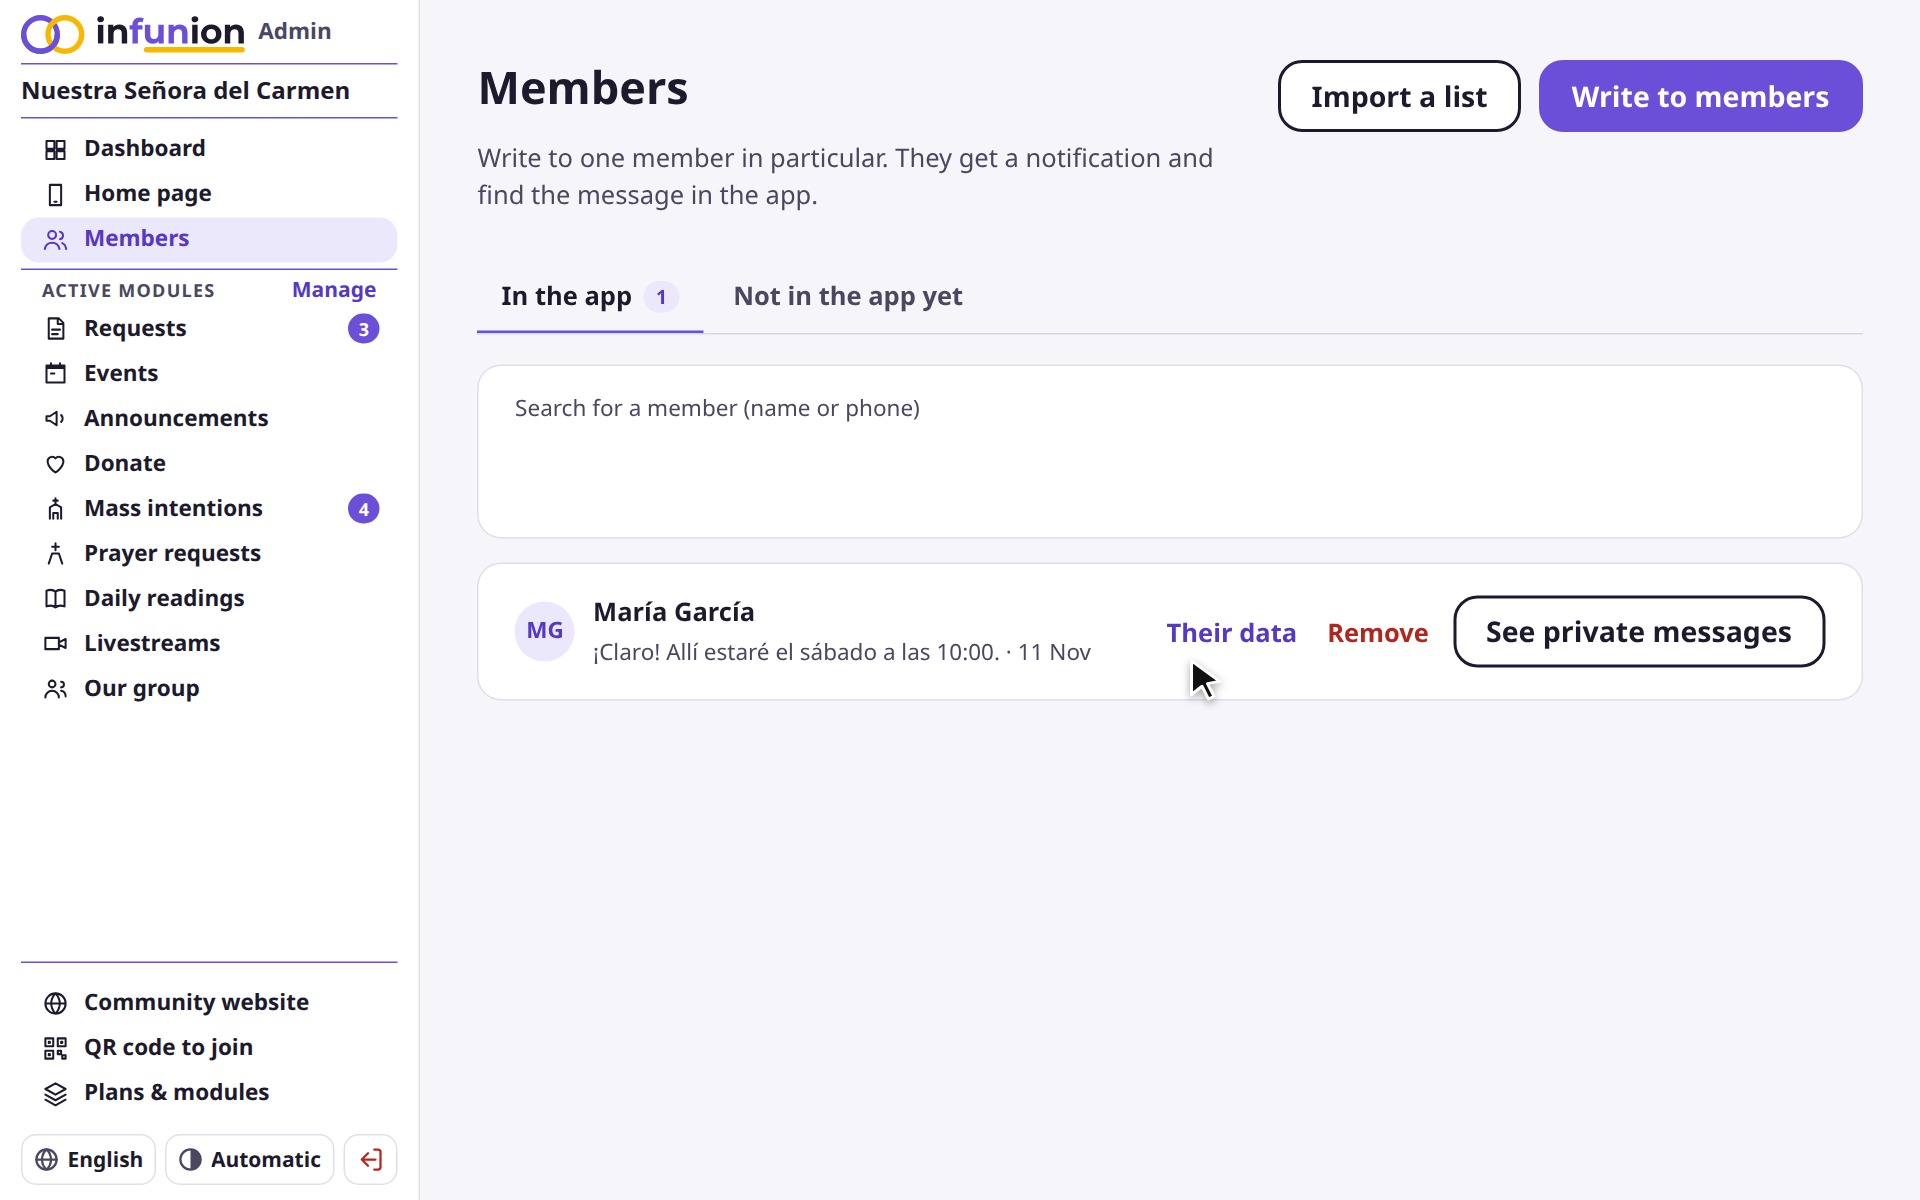 infunion Admin
Nuestra Señora del Carmen
Dashboard
Home page
Members
ACTIVE MODULES Manage
Requests 3
Events
Announcements
Donate
Mass intentions 4
Prayer requests
Daily readings
Livestreams
Our group
Community website
QR code to join
Plans & modules
English Automatic
Members
Import a list Write to members
Write to one member in particular. They get a notification and
find the message in the app.
In the app 1 Not in the app yet
Search for a member (name or phone)
MG María García
¡Claro! Allí estaré el sábado a las 10:00. · 11 Nov
Their data Remove See private messages